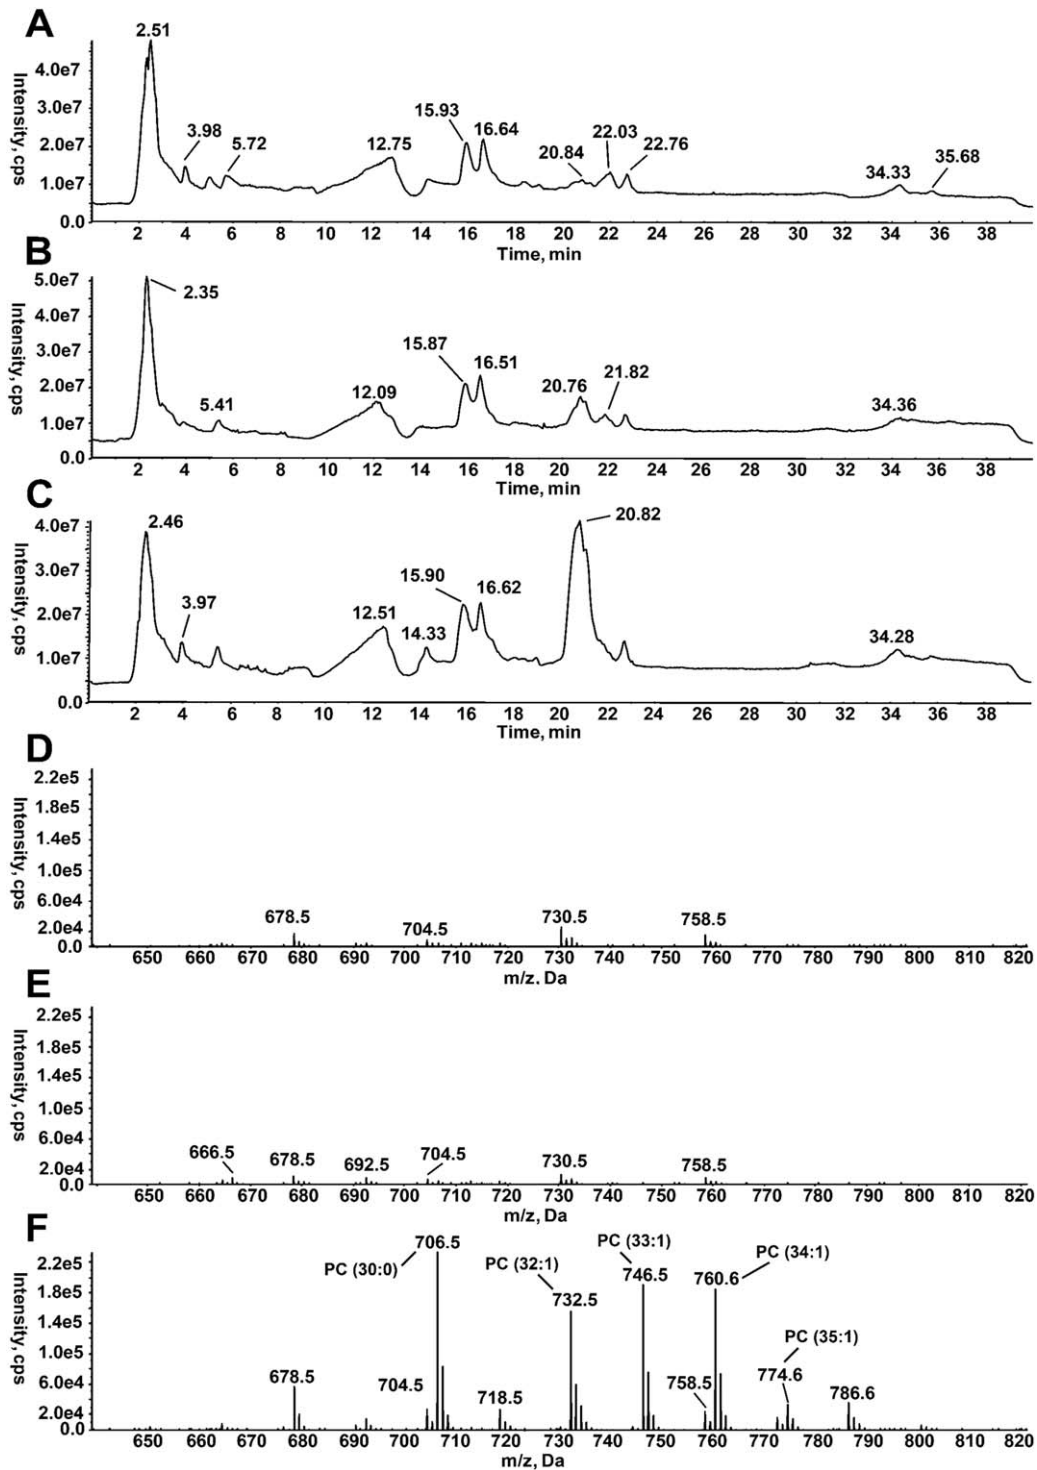 A
2.51
4.0e7
3.0e7
2.0e7
1.0e7
0.0
Intensity, cps
3.98
5.72
12.75
15.93
16.64
20.84
22.03
22.76
34.33
35.68
2 4 6 8 10 12 14 16 18 20 22 24 26 28 30 32 34 36 38
Time, min
B
5.0e7
4.0e7
3.0e7
2.0e7
1.0e7
0.0
Intensity, cps
2.35
5.41
12.09
15.87
16.51
20.76
21.82
34.36
2 4 6 8 10 12 14 16 18 20 22 24 26 28 30 32 34 36 38
Time, min
C
4.0e7
3.0e7
2.0e7
1.0e7
0.0
Intensity, cps
2.46
3.97
12.51
14.33
15.90
16.62
20.82
34.28
2 4 6 8 10 12 14 16 18 20 22 24 26 28 30 32 34 36 38
Time, min
D
2.2e5
1.8e5
1.4e5
1.0e5
6.0e4
2.0e4
0.0
Intensity, cps
678.5
704.5
730.5
758.5
650 660 670 680 690 700 710 720 730 740 750 760 770 780 790 800 810 820
m/z. Da
E
2.2e5
1.8e5
1.4e5
1.0e5
6.0e4
2.0e4
0.0
Intensity, cps
666.5
678.5
692.5
704.5
730.5
758.5
650 660 670 680 690 700 710 720 730 740 750 760 770 780 790 800 810 820
m/z, Da
F
2.2e5
1.8e5
1.4e5
1.0e5
6.0e4
2.0e4
0.0
Intensity, cps
678.5
704.5
PC (30:0)
706.5
718.5
PC (32:1)
732.5
PC (33:1)
746.5
758.5
760.6
PC (34:1)
PC (35:1)
774.6
786.6
650 660 670 680 690 700 710 720 730 740 750 760 770 780 790 800 810 820
m/z, Da